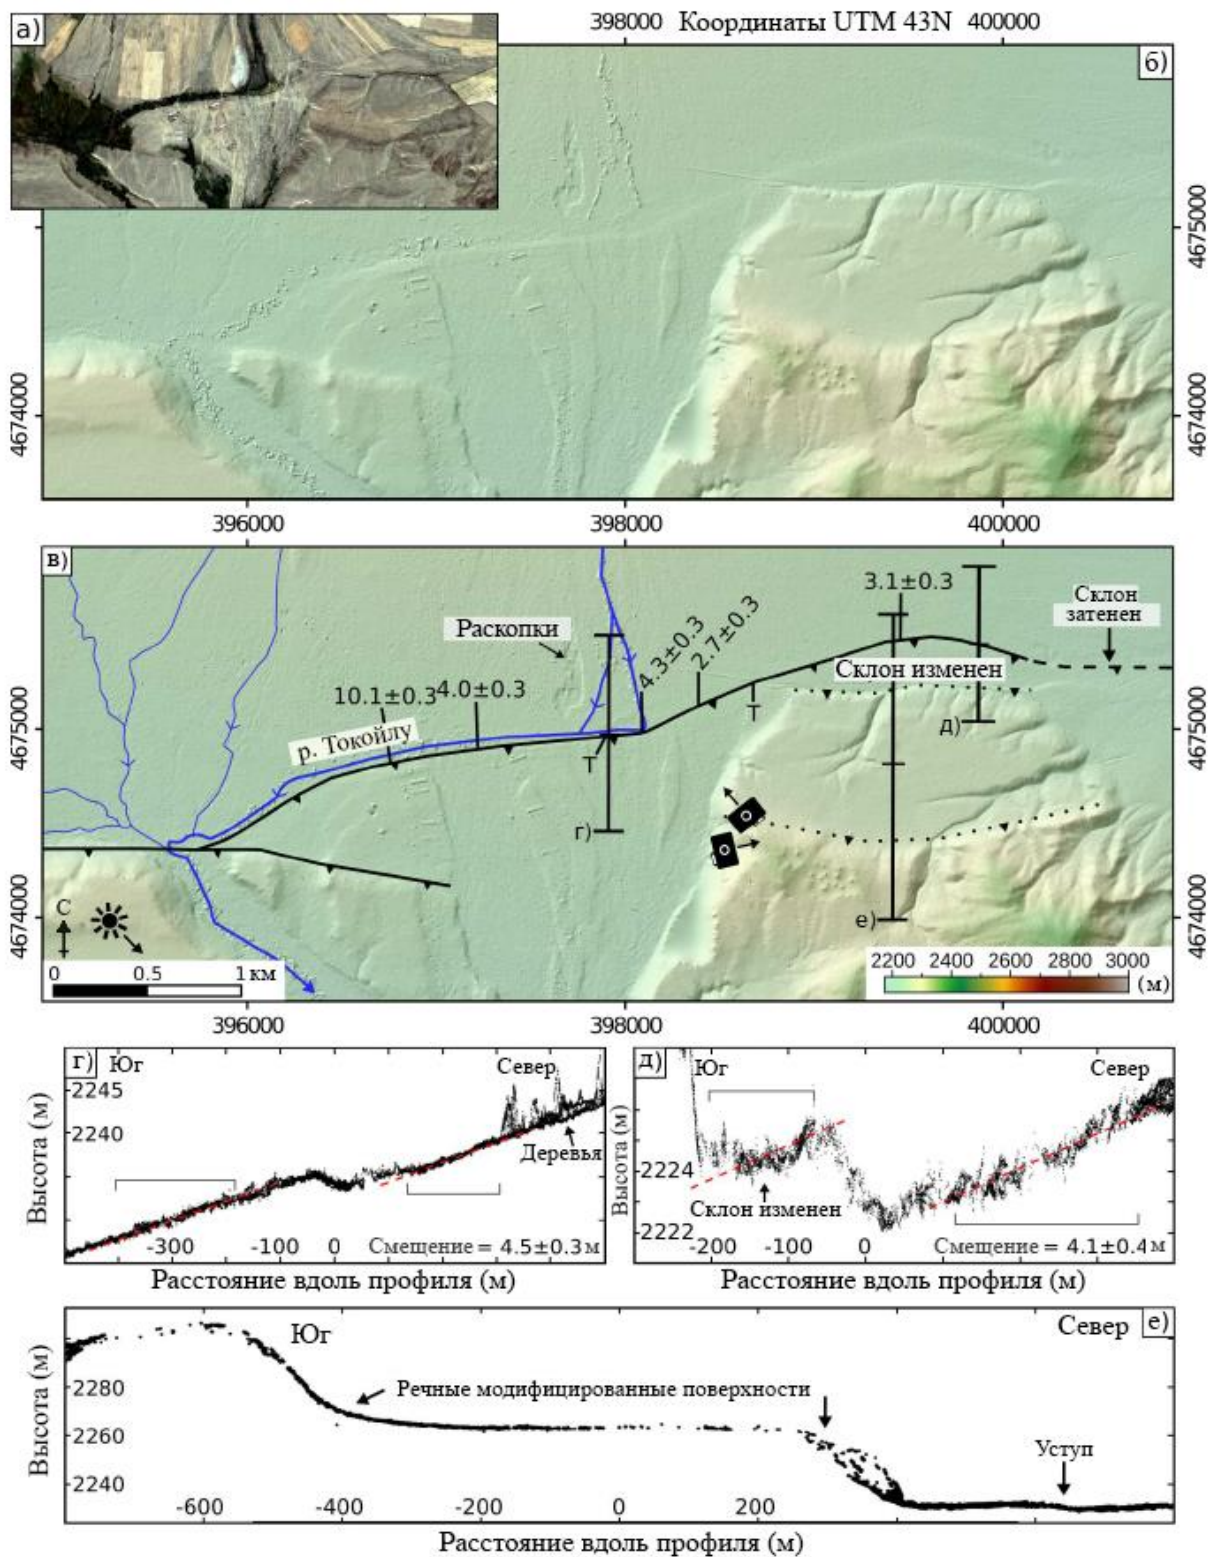 а)
398000 Координаты UTM 43N 400000
б)
4675000
4675000
4674000
4674000
396000 398000 400000
в)
3.1±0.3
Склон
затенен
Раскопки
4.3±0.3
2.7±0.3
Склон изменен
10.1±0.3
4.0±0.3
4675000
р. Токойлу
Т
Т
д)
4675000
г)
4674000
С
е)
4674000
0 0.5 1 км
2200 2400 2600 2800 3000
(м)
396000 398000 400000
г) Юг Север
2245
2240
Высота (м)
Деревья
-300 -100 0
Смещение = 4.5±0.3 м
Расстояние вдоль профиля (м)
д) Юг Север
Высота (м)
2224
2222
Склон изменен
-200 -100 0
Смещение = 4.1±0.4 м
Расстояние вдоль профиля (м)
Юг Север е)
Высота (м)
2280
2260
2240
Речные модифицированные поверхности
Уступ
-600 -400 -200 0 200
Расстояние вдоль профиля (м)